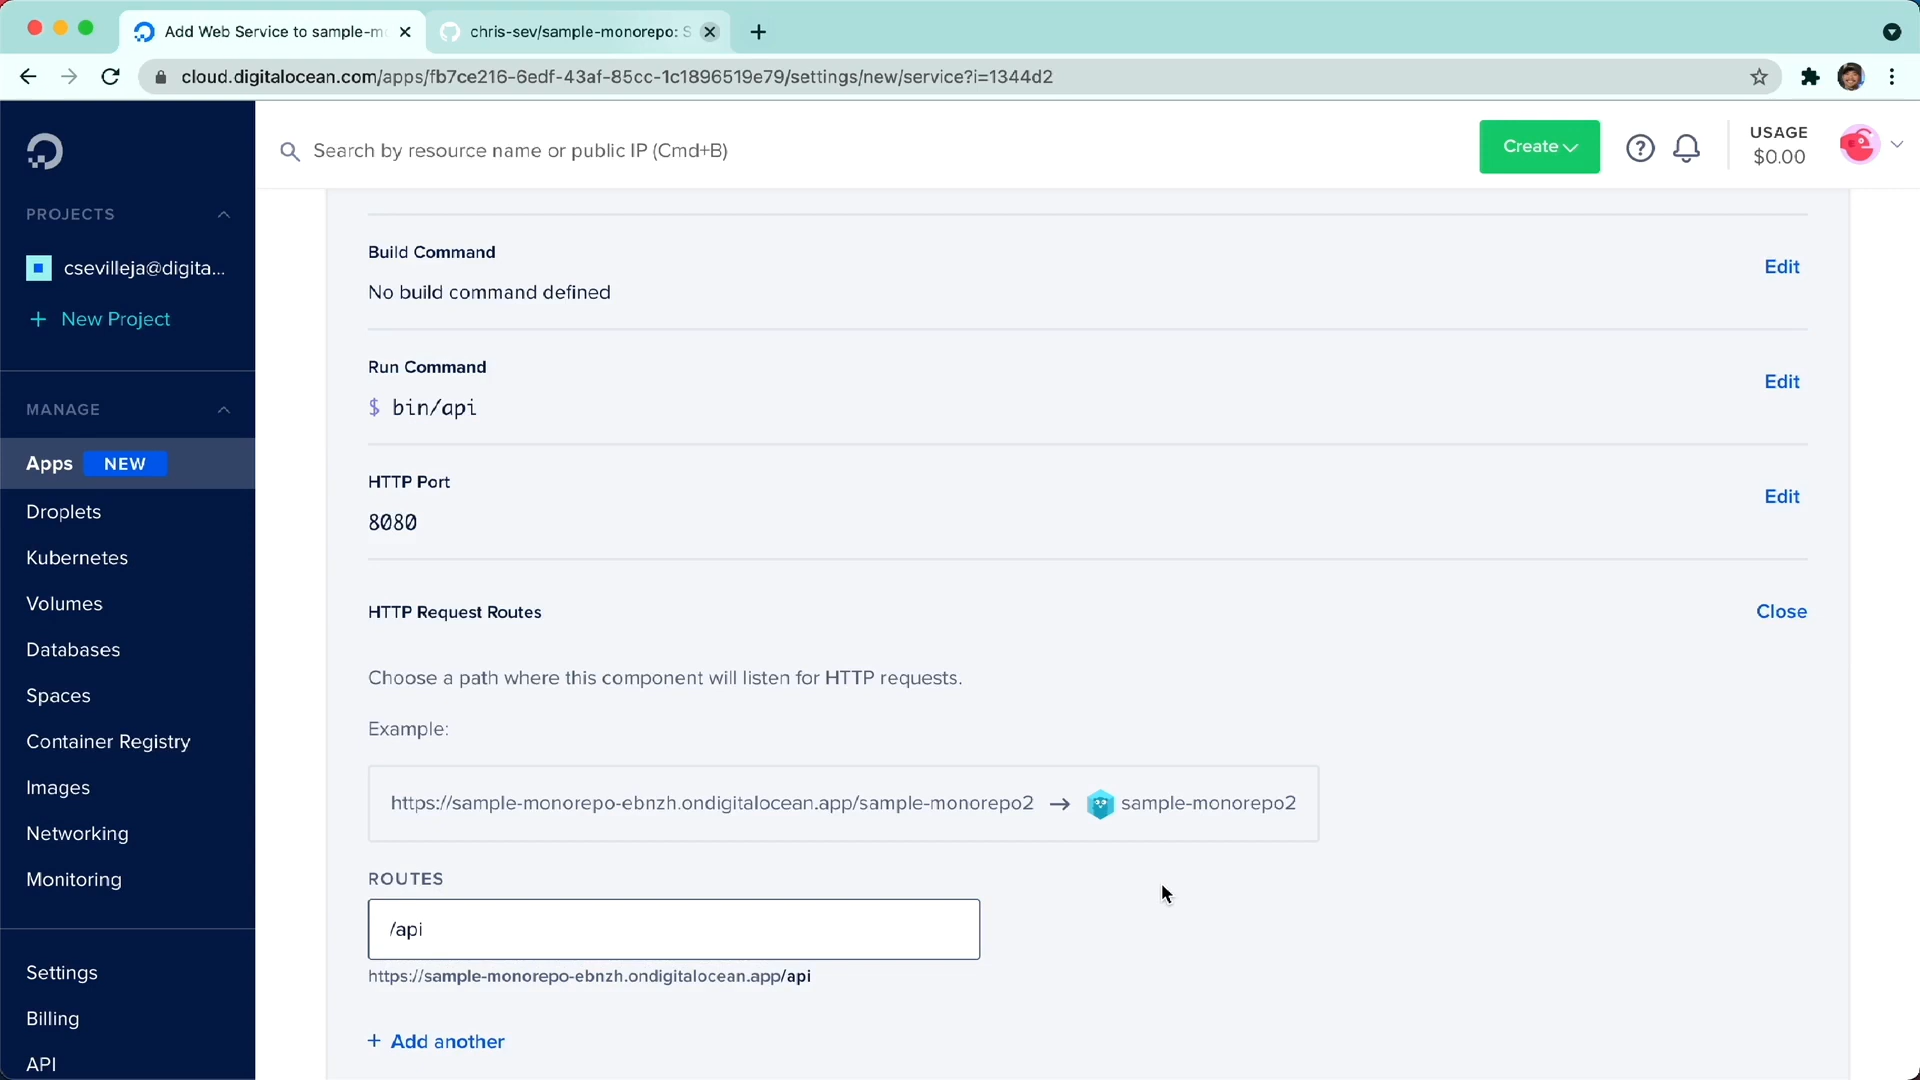 Add Web Service to sample-m
chris-sev/sample-monorepo: S
cloud.digitalocean.com/apps/fb7ce216-6edf-43af-85cc-1c1896519e79/settings/new/service?i=1344d2
Search by resource name or public IP (Cmd+B)
Create
USAGE
$0.00
PROJECTS
csevilleja@digita...
+ New Project
MANAGE
Apps NEW
Droplets
Kubernetes
Volumes
Databases
Spaces
Container Registry
Images
Networking
Monitoring
Settings
Billing
API
Build Command
Edit
No build command defined
Run Command
Edit
$ bin/api
HTTP Port
Edit
8080
HTTP Request Routes
Close
Choose a path where this component will listen for HTTP requests.
Example:
https://sample-monorepo-ebnzh.ondigitalocean.app/sample-monorepo2 → sample-monorepo2
ROUTES
/api
https://sample-monorepo-ebnzh.ondigitalocean.app/api
+ Add another